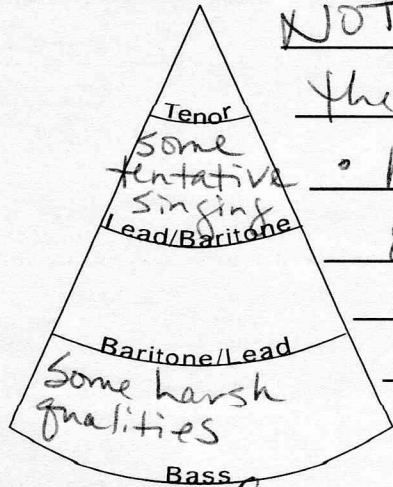 NOT
the
Tenor
some
tentative
singing
Lead/Baritone
Baritone/Lead
Some harsh
qualities
Bass